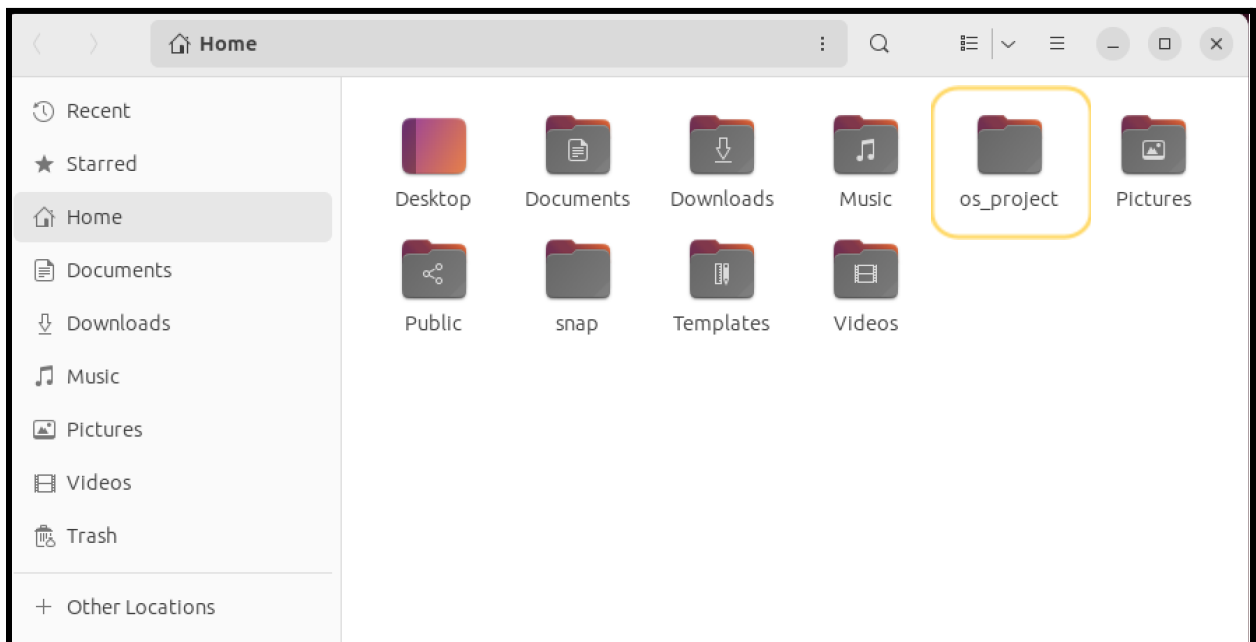 Home
Recent
Starred
Home
Documents
Downloads
Music
Pictures
Videos
Trash
Other Locations
Desktop Documents Downloads Music os_project Pictures
Public snap Templates Videos